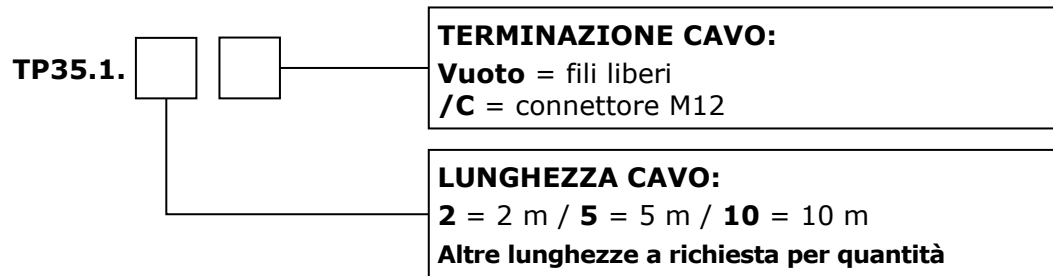 TP35.1.
TERMINAZIONE CAVO:
Vuoto = fili liberi
/C = connettore M12
LUNGHEZZA CAVO:
2 = 2 m / 5 = 5 m / 10 = 10 m
Altre lunghezze a richiesta per quantità